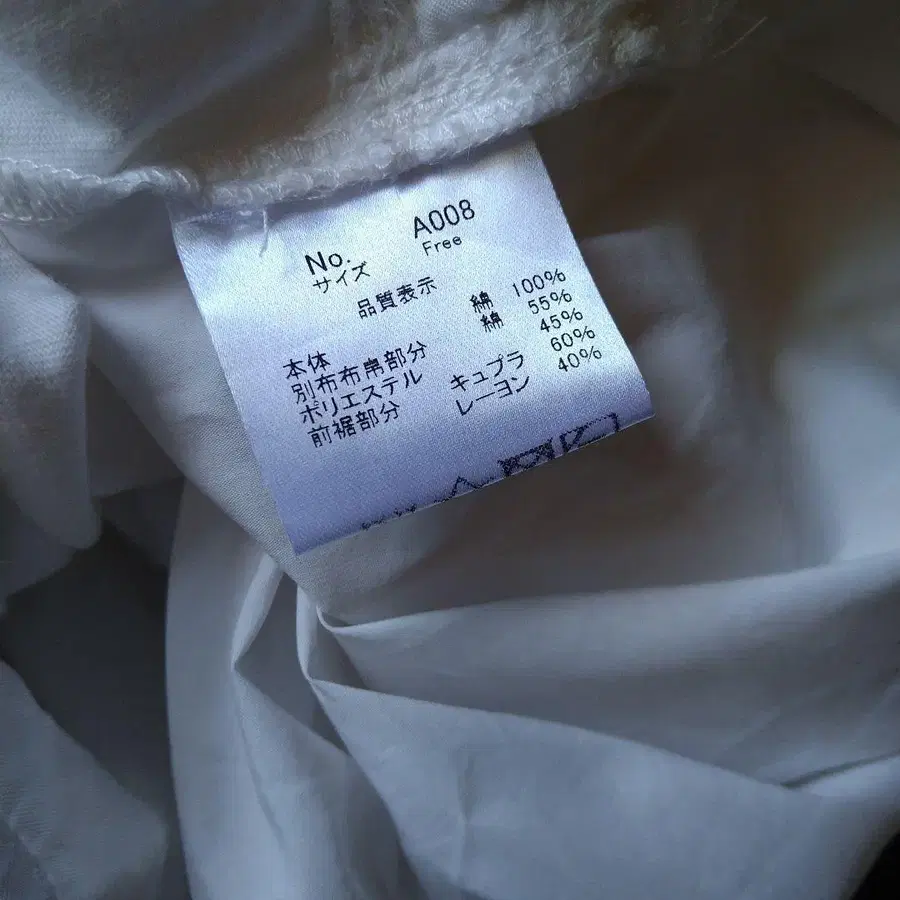 No. A008
サイズ Free
品質表示
本体 綿 100%
別布布帛部分 綿 55%
ポリエステル 45%
前裾部分 キュプラ 60%
レーヨン 40%